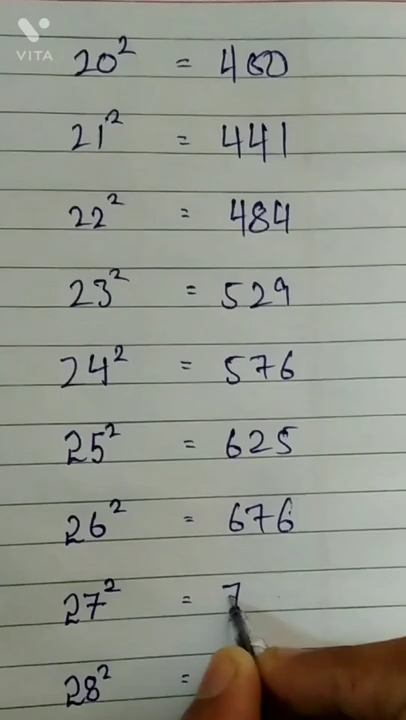 VITA
20² = 400
21² = 441
22² = 484
23² = 529
24² = 576
25² = 625
26² = 676
27² = 7
28² =